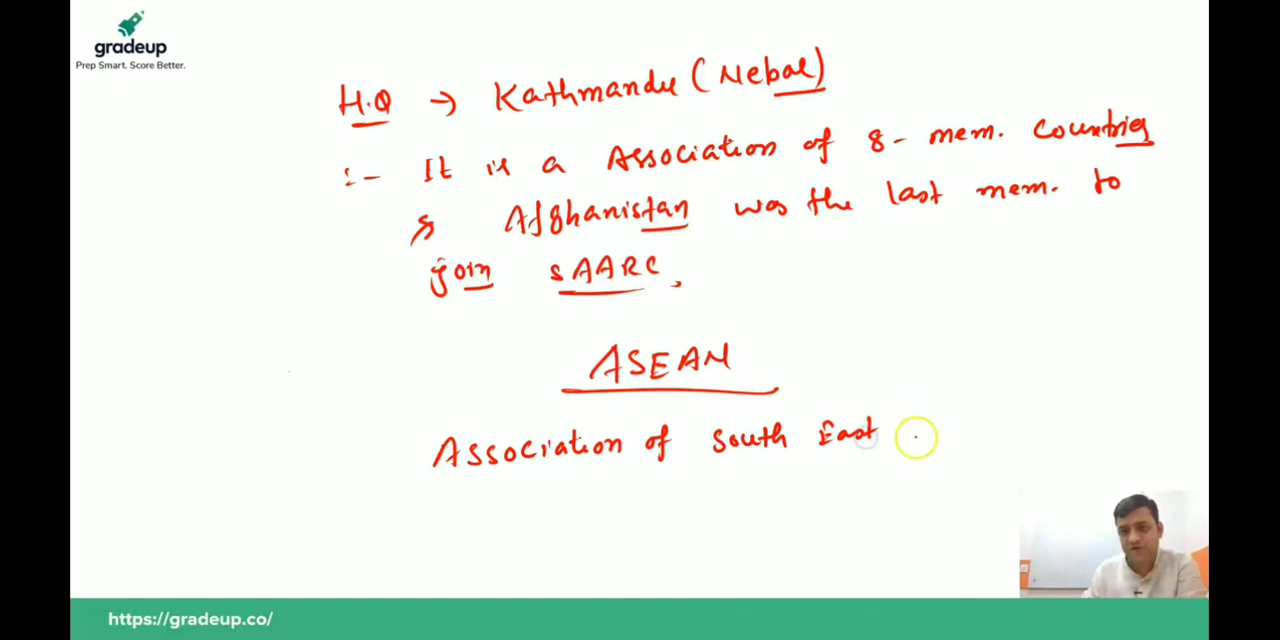 gradeup
Prep Smart. Score Better.
H.Q → Kathmandu (Nebal)
:- It is a Association of 8- mem. countries
& Afghanistan was the last mem. to
join SAARC.
ASEAN
Association of South East
https://gradeup.co/